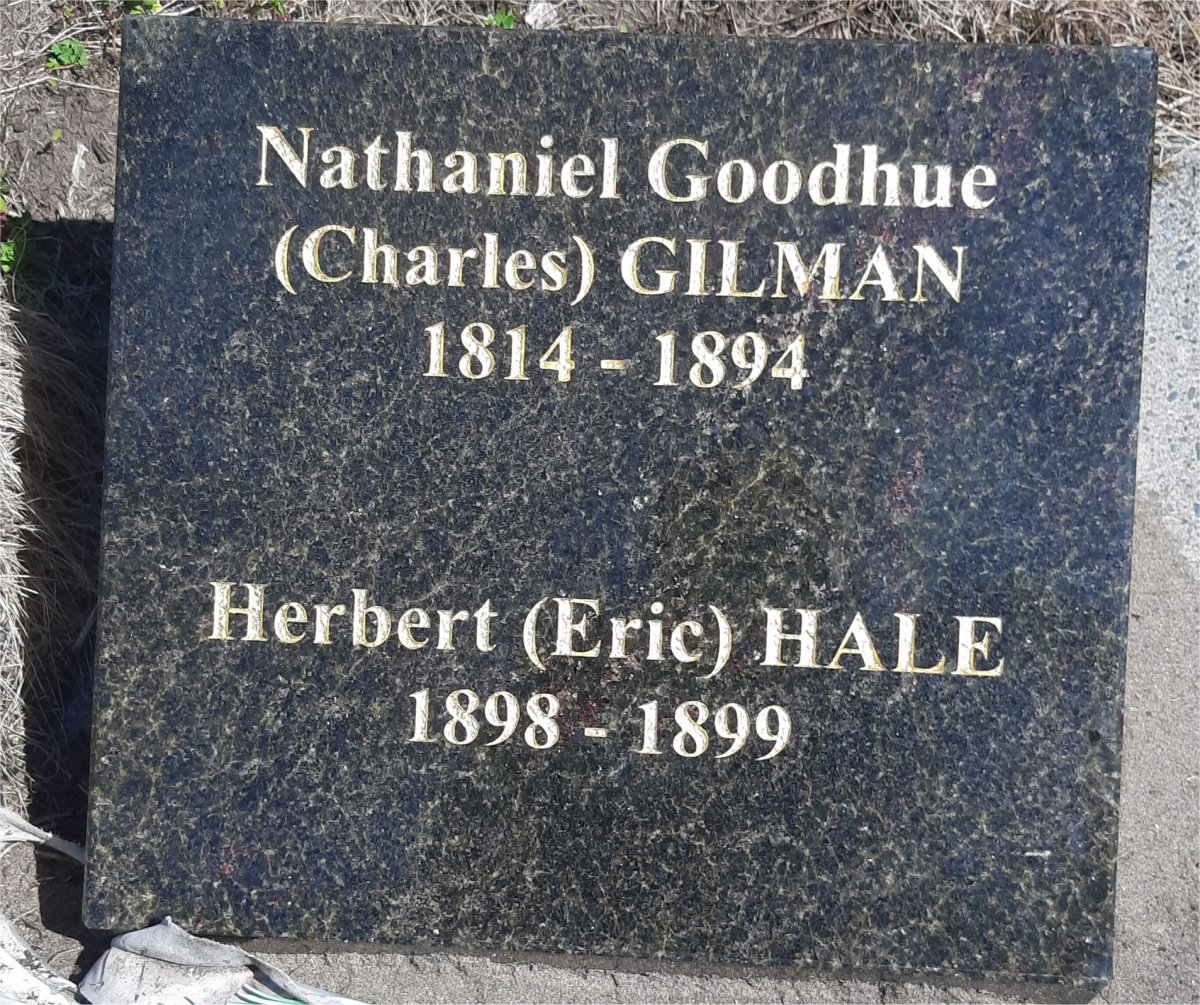 Nathaniel Goodhue
(Charles) GILMAN
1814 - 1894
Herbert (Eric) HALE
1898 - 1899